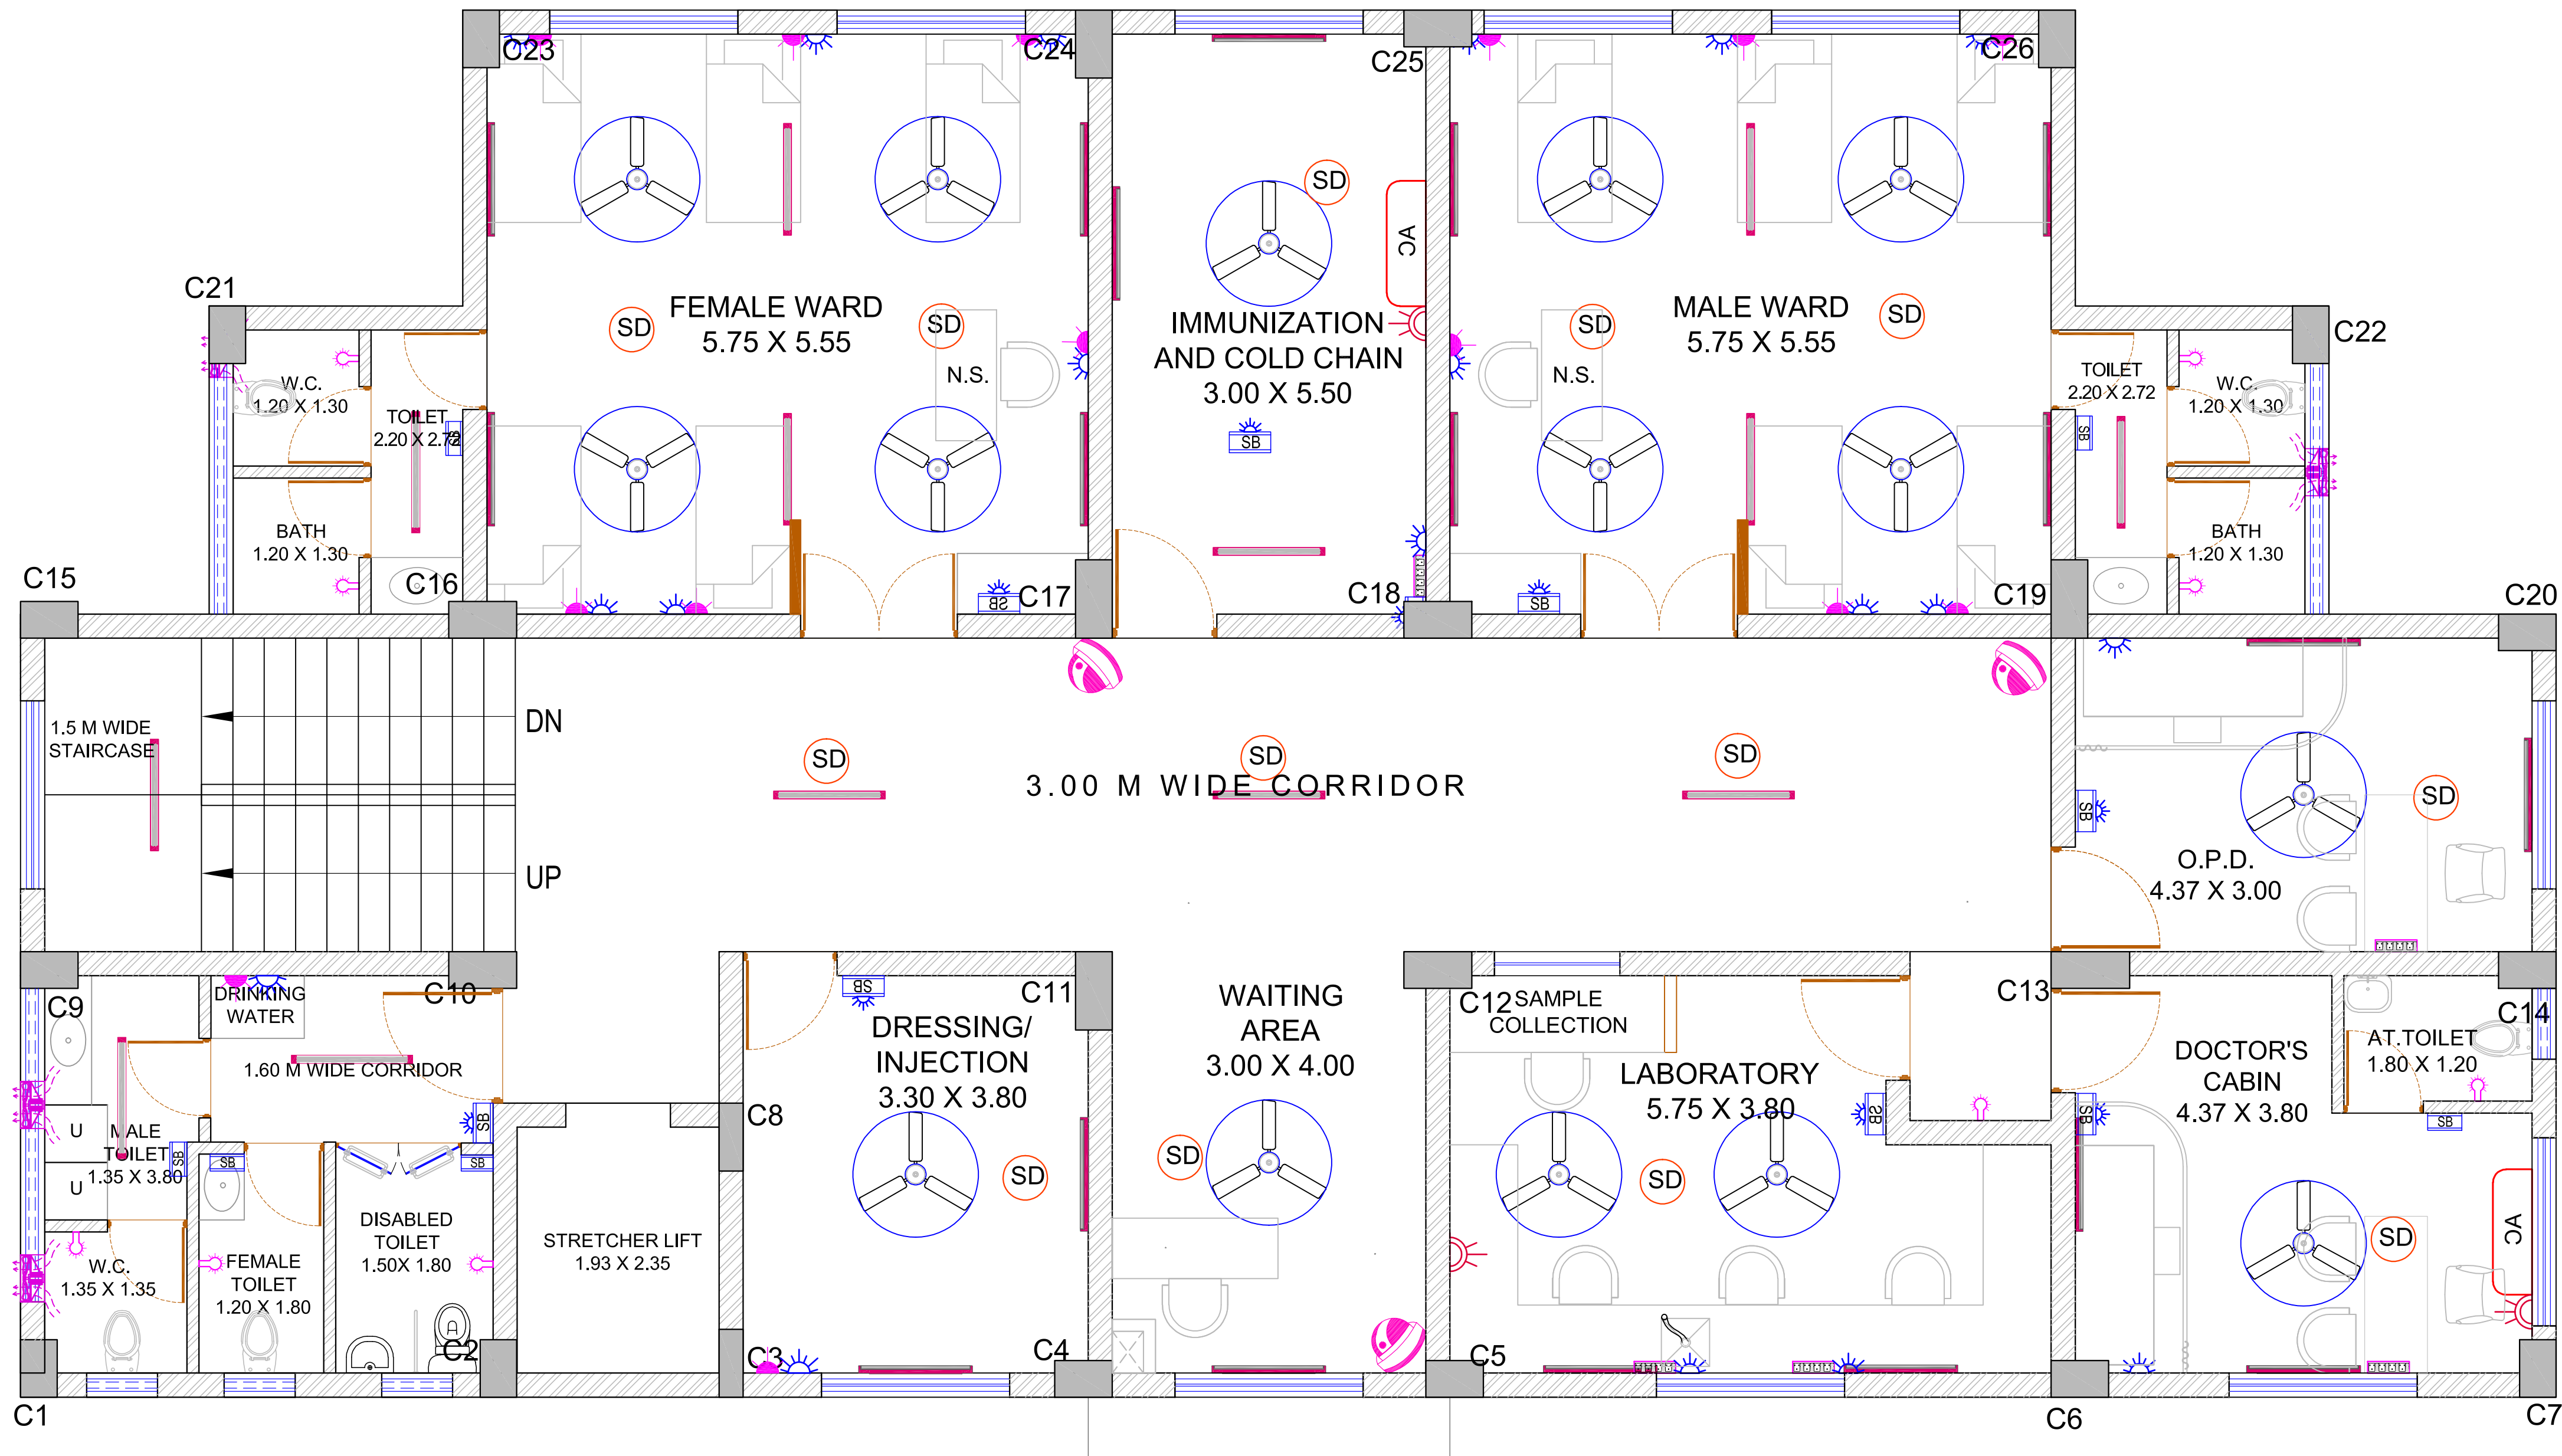 C23
C24
C25
C26
SD
AC
C21
C22
FEMALE WARD
5.75 X 5.55
SD
SD
N.S.
IMMUNIZATION
AND COLD CHAIN
3.00 X 5.50
SB
MALE WARD
5.75 X 5.55
SD
SD
N.S.
W.C.
1.20 X 1.30
TOILET
2.20 X 2.72
SB
BATH
1.20 X 1.30
TOILET
2.20 X 2.72
W.C.
1.20 X 1.30
SB
BATH
1.20 X 1.30
C15
C16
SB
C17
C18
SB
C19
C20
1.5 M WIDE
STAIRCASE
DN
UP
SD
SD
SD
3.00 M WIDE CORRIDOR
SB
SD
O.P.D.
4.37 X 3.00
C9
DRINKING
WATER
C10
1.60 M WIDE CORRIDOR
SB
U
U
MALE
TOILET
1.35 X 3.80
SB
SB
SB
W.C.
1.35 X 1.35
FEMALE
TOILET
1.20 X 1.80
DISABLED
TOILET
1.50X 1.80
C2
STRETCHER LIFT
1.93 X 2.35
C8
SB
C11
DRESSING/
INJECTION
3.30 X 3.80
SD
C3
C4
WAITING
AREA
3.00 X 4.00
SD
C12
SAMPLE
COLLECTION
LABORATORY
5.75 X 3.80
SB
SD
C5
C13
DOCTOR'S
CABIN
4.37 X 3.80
SB
C14
AT.TOILET
1.80 X 1.20
SB
SD
AC
C1
C6
C7